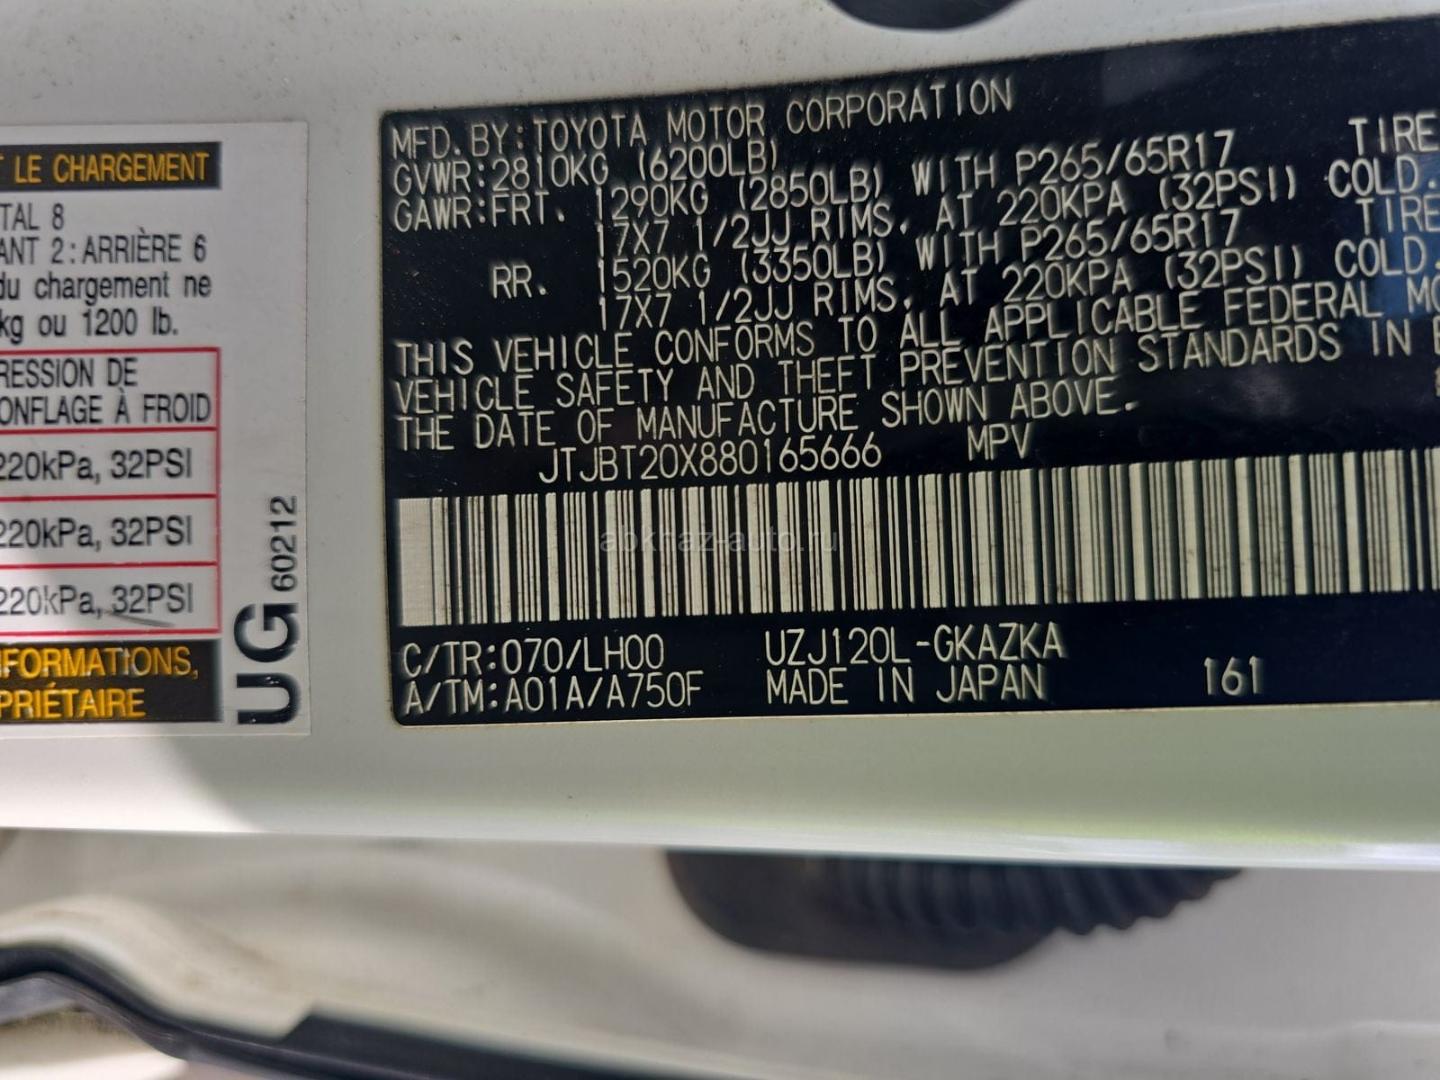 LE CHARGEMENT
TAL 8
ANT 2 : ARRIÈRE 6
du chargement ne
kg ou 1200 lb.
RESSION DE
ONFLAGE À FROID
220kPa, 32PSI
220kPa, 32PSI
220kPa, 32PSI
NFORMATIONS,
PRIÉTAIRE
UG 60212
MFD. BY: TOYOTA MOTOR CORPORATION
GVWR: 2810KG (6200LB)
GAWR: FRT. 1290KG (2850LB) WITH P265/65R17 TIRE
17X7 1/2JJ RIMS, AT 220KPA (32PSI) COLD.
RR. 1520KG (3350LB) WITH P265/65R17 TIRE
17X7 1/2JJ RIMS, AT 220KPA (32PSI) COLD.
THIS VEHICLE CONFORMS TO ALL APPLICABLE FEDERAL MO
VEHICLE SAFETY AND THEFT PREVENTION STANDARDS IN E
THE DATE OF MANUFACTURE SHOWN ABOVE.
JTJBT20X880165666 MPV
abkhaz-auto.ru
C/TR: 070/LH00 UZJ120L-GKAZKA
A/TM: A01A/A750F MADE IN JAPAN 161